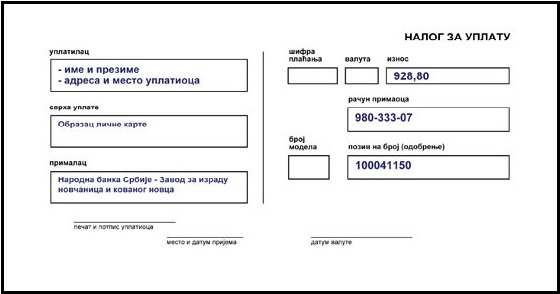 НАЛОГ ЗА УПЛАТУ
уплатилац
- име и презиме
- адреса и место уплатиоца
сврха уплате
Образац личне карте
прималац
Народна банка Србије - Завод за израду
новчаница и кованог новца
печат и потпис уплатиоца
место и датум пријема
шифра
плаћања
валута
износ
928,80
рачун примаоца
980-333-07
број
модела
позив на број (одобрење)
100041150
датум валуте